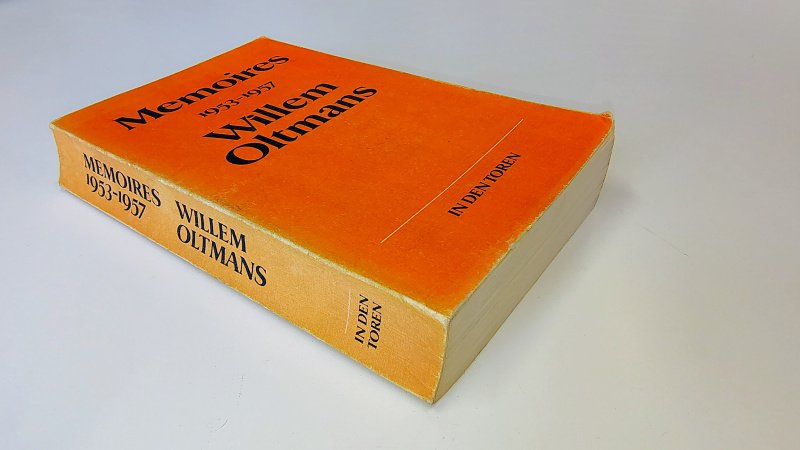 Memoires
1953-1957
Willem
Oltmans
IN DEN TOREN
MEMOIRES
1953-1957
WILLEM
OLTMANS
IN DEN
TOREN